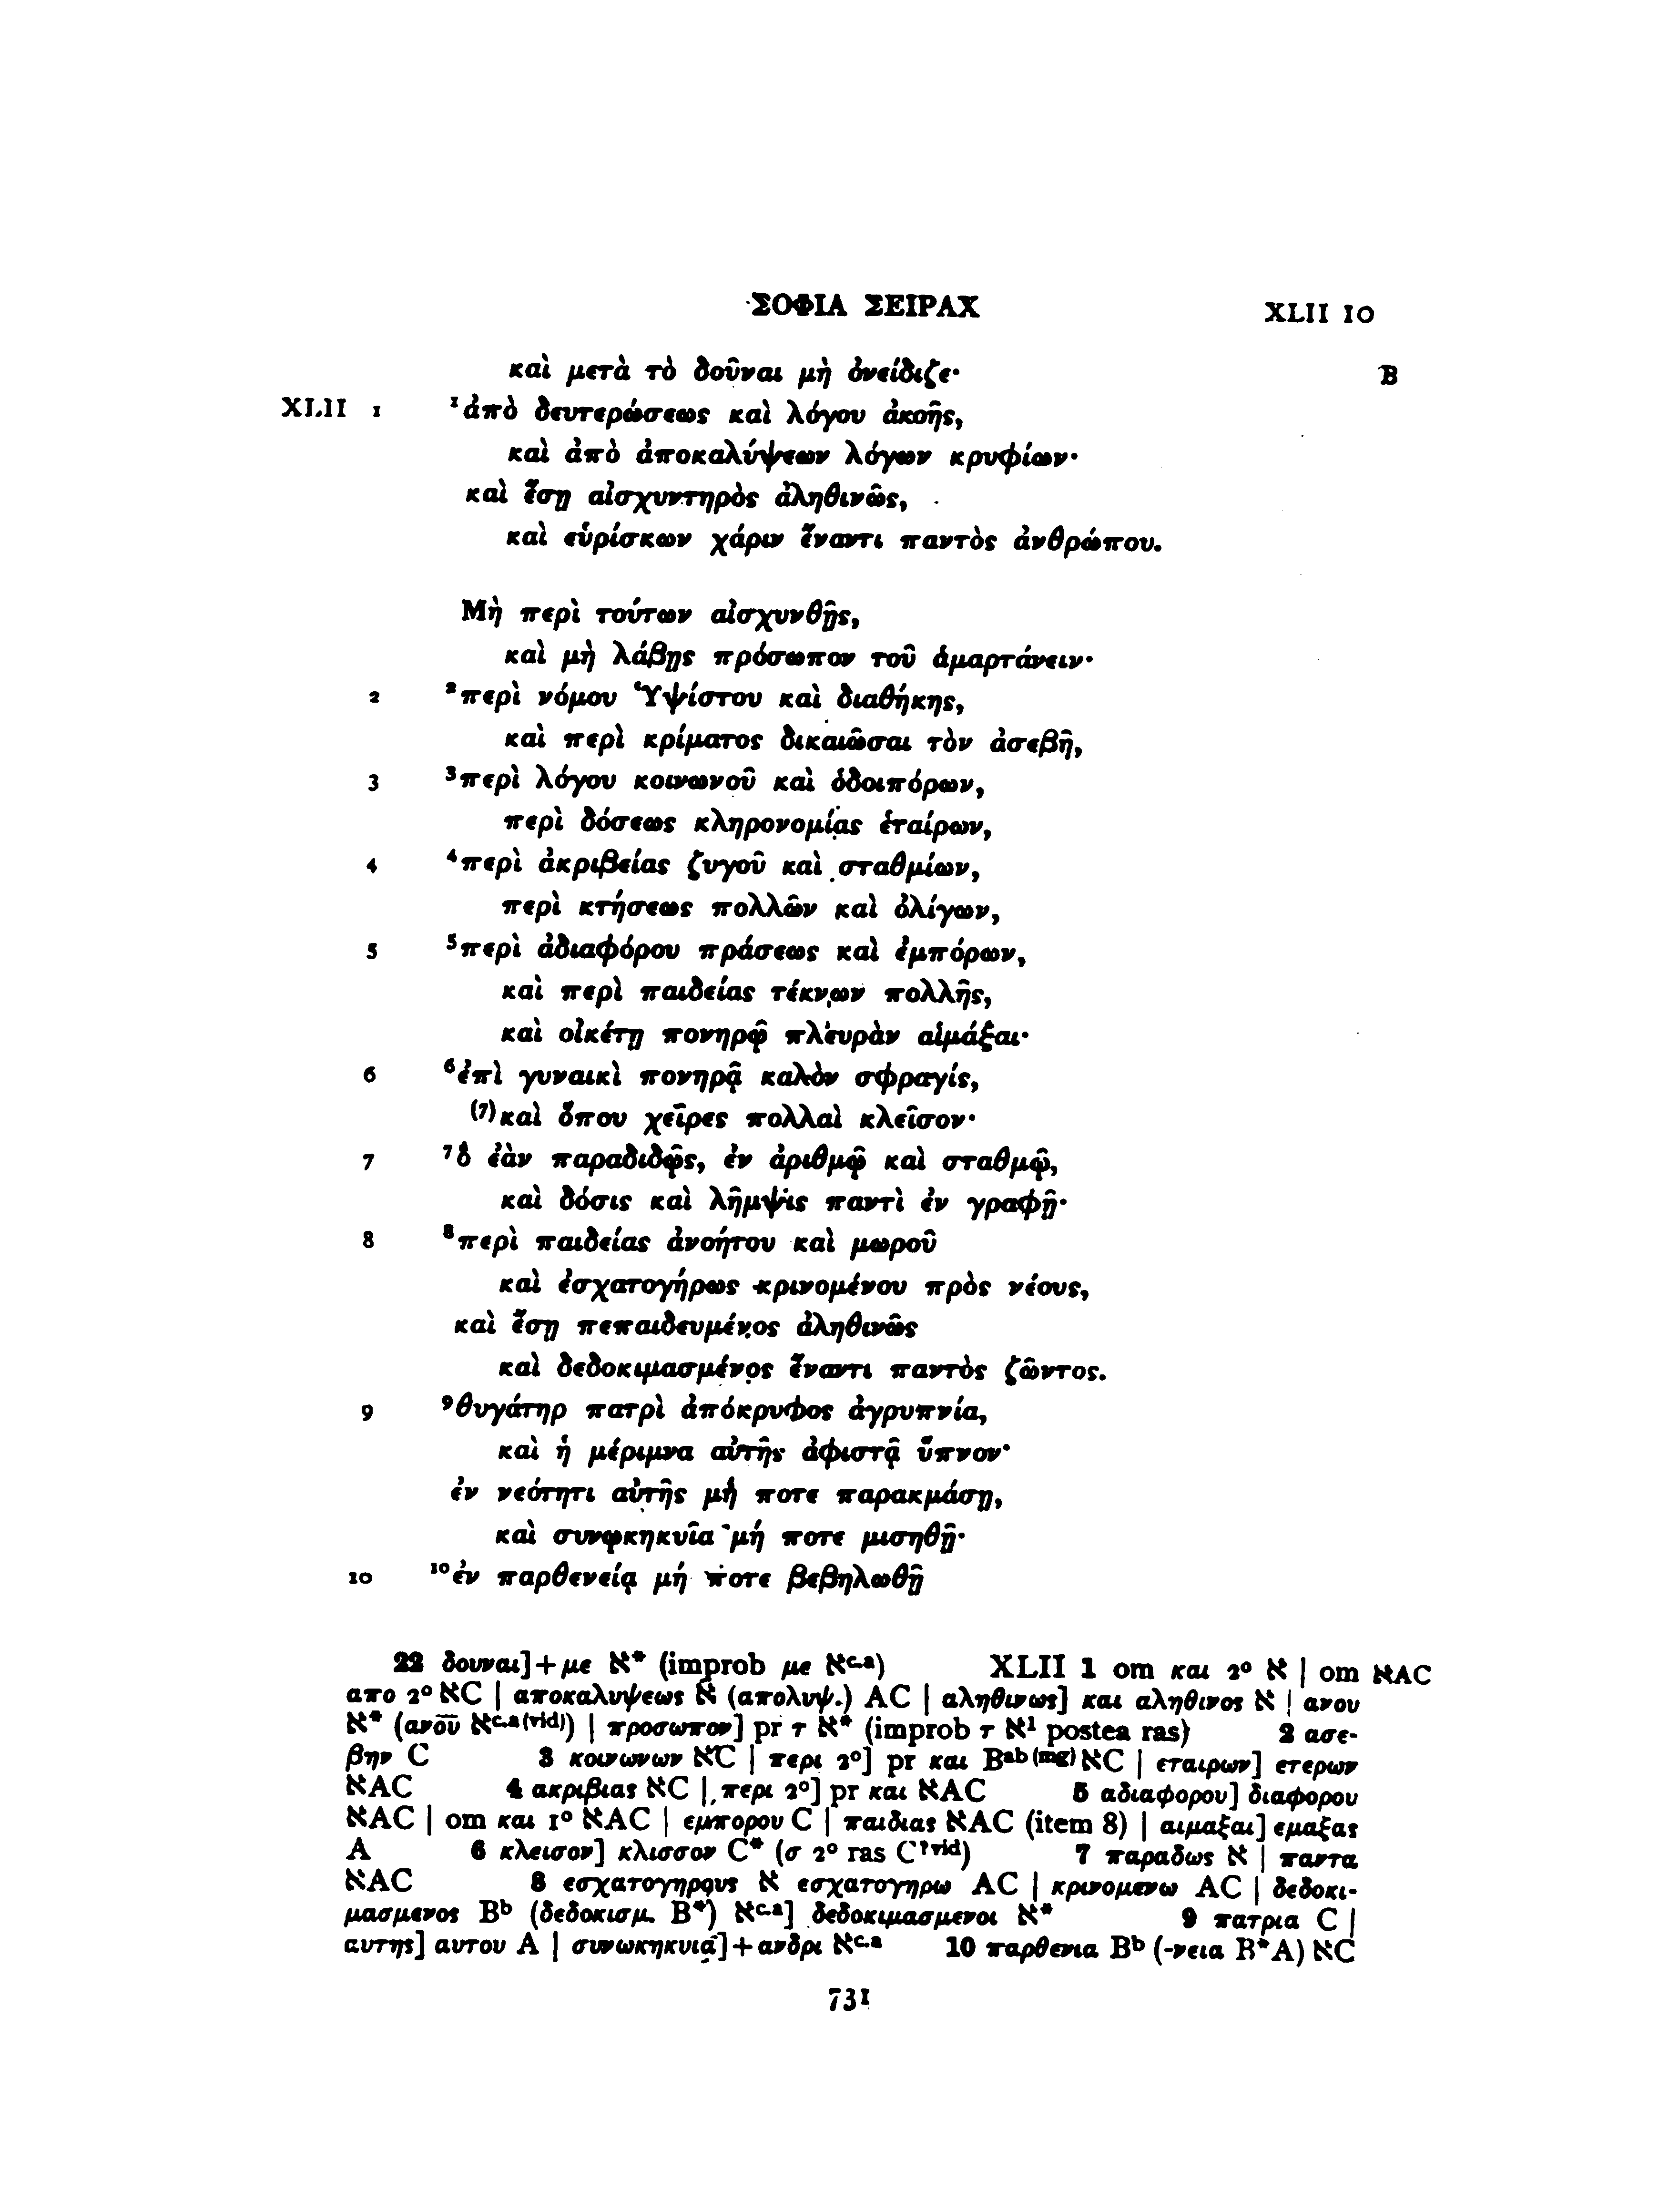 ΣΟΦΙΑ ΣΕΙΡΑΧ XLII 10
καὶ μετὰ τὸ δοῦναι μὴ ὀνείδιζε· B
XLII 1 ¹ἀπὸ δευτερώσεως καὶ λόγου ἀκοῆς,
καὶ ἀπὸ ἀποκαλύψεων λόγων κρυφίων·
καὶ ἔσῃ αἰσχυντηρὸς ἀληθινῶς,
καὶ εὑρίσκων χάριν ἔναντι παντὸς ἀνθρώπου.
Μὴ περὶ τούτων αἰσχυνθῇς,
καὶ μὴ λάβῃς πρόσωπον τοῦ ἁμαρτάνειν·
2 ²περὶ νόμου Ὑψίστου καὶ διαθήκης,
καὶ περὶ κρίματος δικαιῶσαι τὸν ἀσεβῆ,
3 ³περὶ λόγου κοινωνοῦ καὶ ὁδοιπόρων,
περὶ δόσεως κληρονομίας ἑταίρων,
4 ⁴περὶ ἀκριβείας ζυγοῦ καὶ σταθμίων,
περὶ κτήσεως πολλῶν καὶ ὀλίγων,
5 ⁵περὶ ἀδιαφόρου πράσεως καὶ ἐμπόρων,
καὶ περὶ παιδείας τέκνων πολλῆς,
καὶ οἰκέτῃ πονηρῷ πλευρὰν αἱμάξαι·
6 ⁶ἐπὶ γυναικὶ πονηρᾷ καλὸν σφραγίς,
(7) καὶ ὅπου χεῖρες πολλαὶ κλεῖσον·
7 ⁷ὃ ἐὰν παραδιδῷς, ἐν ἀριθμῷ καὶ σταθμῷ,
καὶ δόσις καὶ λῆμψις παντὶ ἐν γραφῇ·
8 ⁸περὶ παιδείας ἀνοήτου καὶ μωροῦ
καὶ ἐσχατογήρως κρινομένου πρὸς νέους,
καὶ ἔσῃ πεπαιδευμένος ἀληθινῶς
καὶ δεδοκιμασμένος ἔναντι παντὸς ζῶντος.
9 ⁹θυγάτηρ πατρὶ ἀπόκρυφος ἀγρυπνία,
καὶ ἡ μέριμνα αὐτῆς ἀφιστᾷ ὕπνον·
ἐν νεότητι αὐτῆς μή ποτε παρακμάσῃ,
καὶ συνῳκηκυῖα μή ποτε μισηθῇ·
10 ¹⁰ἐν παρθενείᾳ μή ποτε βεβηλωθῇ
22 δουναι]+με א* (improb με אc.a) XLII 1 om και 2° א | om אAC
απο 2° אC | αποκαλυψεως א (απολυψ.) AC | αληθινως] και αληθινος א | ανου
א* (ανο̅υ̅ אc.a (vid)) | προσωπον] pr τ א* (improb τ א1 postea ras) 2 ασε-
βην C 3 κοινωνων אC | περι 2°] pr και Bab (mg) אC | εταιρων] ετερων
אAC 4 ακριβιας אC | περι 2°] pr και אAC 5 αδιαφορου] διαφορου
אAC | om και 1° אAC | εμπορου C | παιδιας אAC (item 8) | αιμαξαι] εμαξας
A 6 κλεισον] κλισσον C* (σ 2° ras C? vid) 7 παραδως א | παντα
אAC 8 εσχατογηρους א εσχατογηρω AC | κρινομενω AC | δεδοκι-
μασμενος Bb (δεδοκισμ. B*) אc.a] δεδοκιμασμενοι א* 9 πατρια C |
αυτης] αυτου A | συνωκηκυια]+ανδρι אc.a 10 παρθενια Bb (-νεια B*A) אC
731